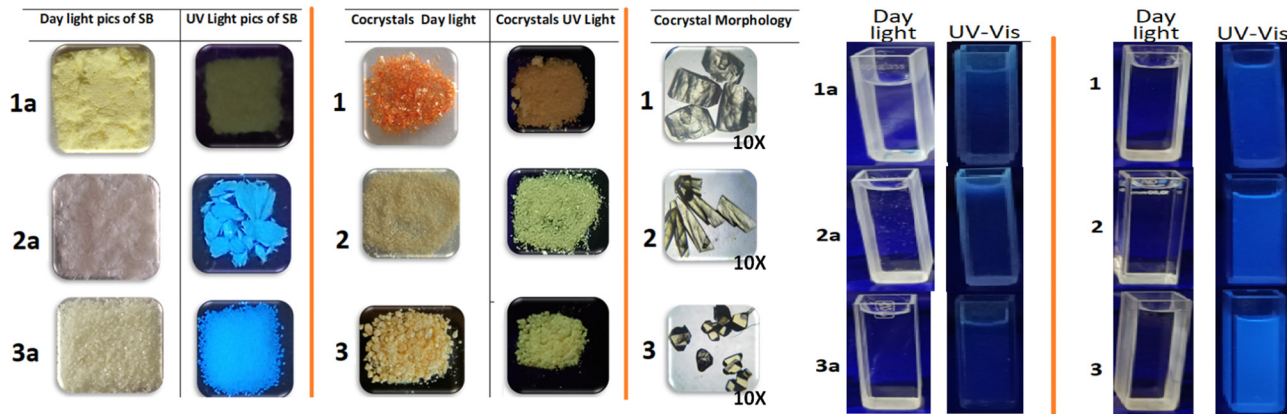 Day light pics of SB
UV Light pics of SB
1a
2a
3a
Cocrystals Day light
Cocrystals UV Light
1
2
3
Cocrystal Morphology
1
10X
2
10X
3
10X
Day
light
UV-Vis
1a
2a
3a
Day
light
UV-Vis
1
2
3